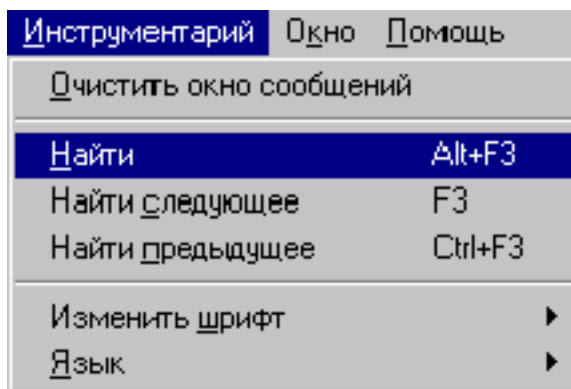 Инструментарий Окно Помощь
Очистить окно сообщений
Найти Alt+F3
Найти следующее F3
Найти предыдущее Ctrl+F3
Изменить шрифт
Язык